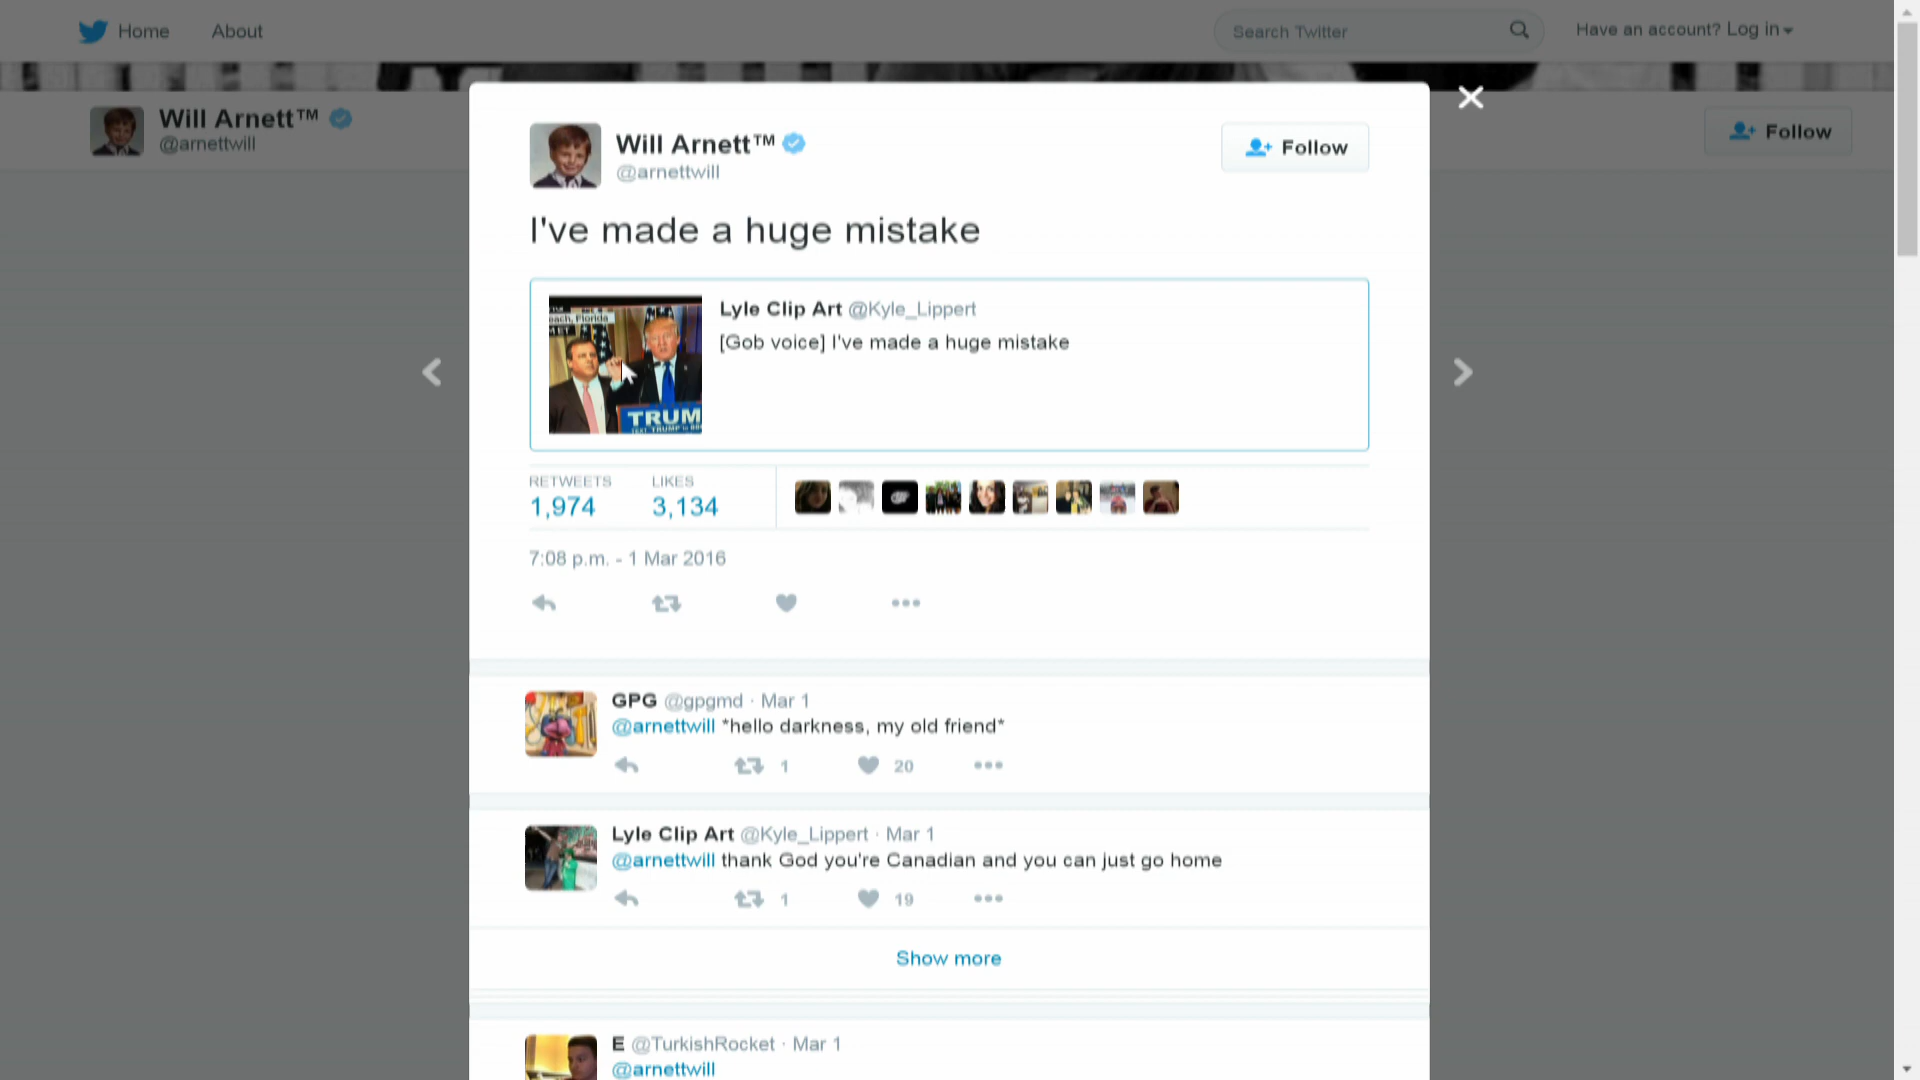 Home About Search Twitter Have an account? Log in
Will Arnett™
@arnettwill
Follow
Will Arnett™
@arnettwill
Follow
I've made a huge mistake
Lyle Clip Art @Kyle_Lippert
[Gob voice] I've made a huge mistake
each, Florida
TRUM
RETWEETS LIKES
1,974 3,134
7:08 p.m. - 1 Mar 2016
GPG @gpgmd · Mar 1
@arnettwill *hello darkness, my old friend*
1 20
Lyle Clip Art @Kyle_Lippert · Mar 1
@arnettwill thank God you're Canadian and you can just go home
1 19
Show more
E @TurkishRocket · Mar 1
@arnettwill